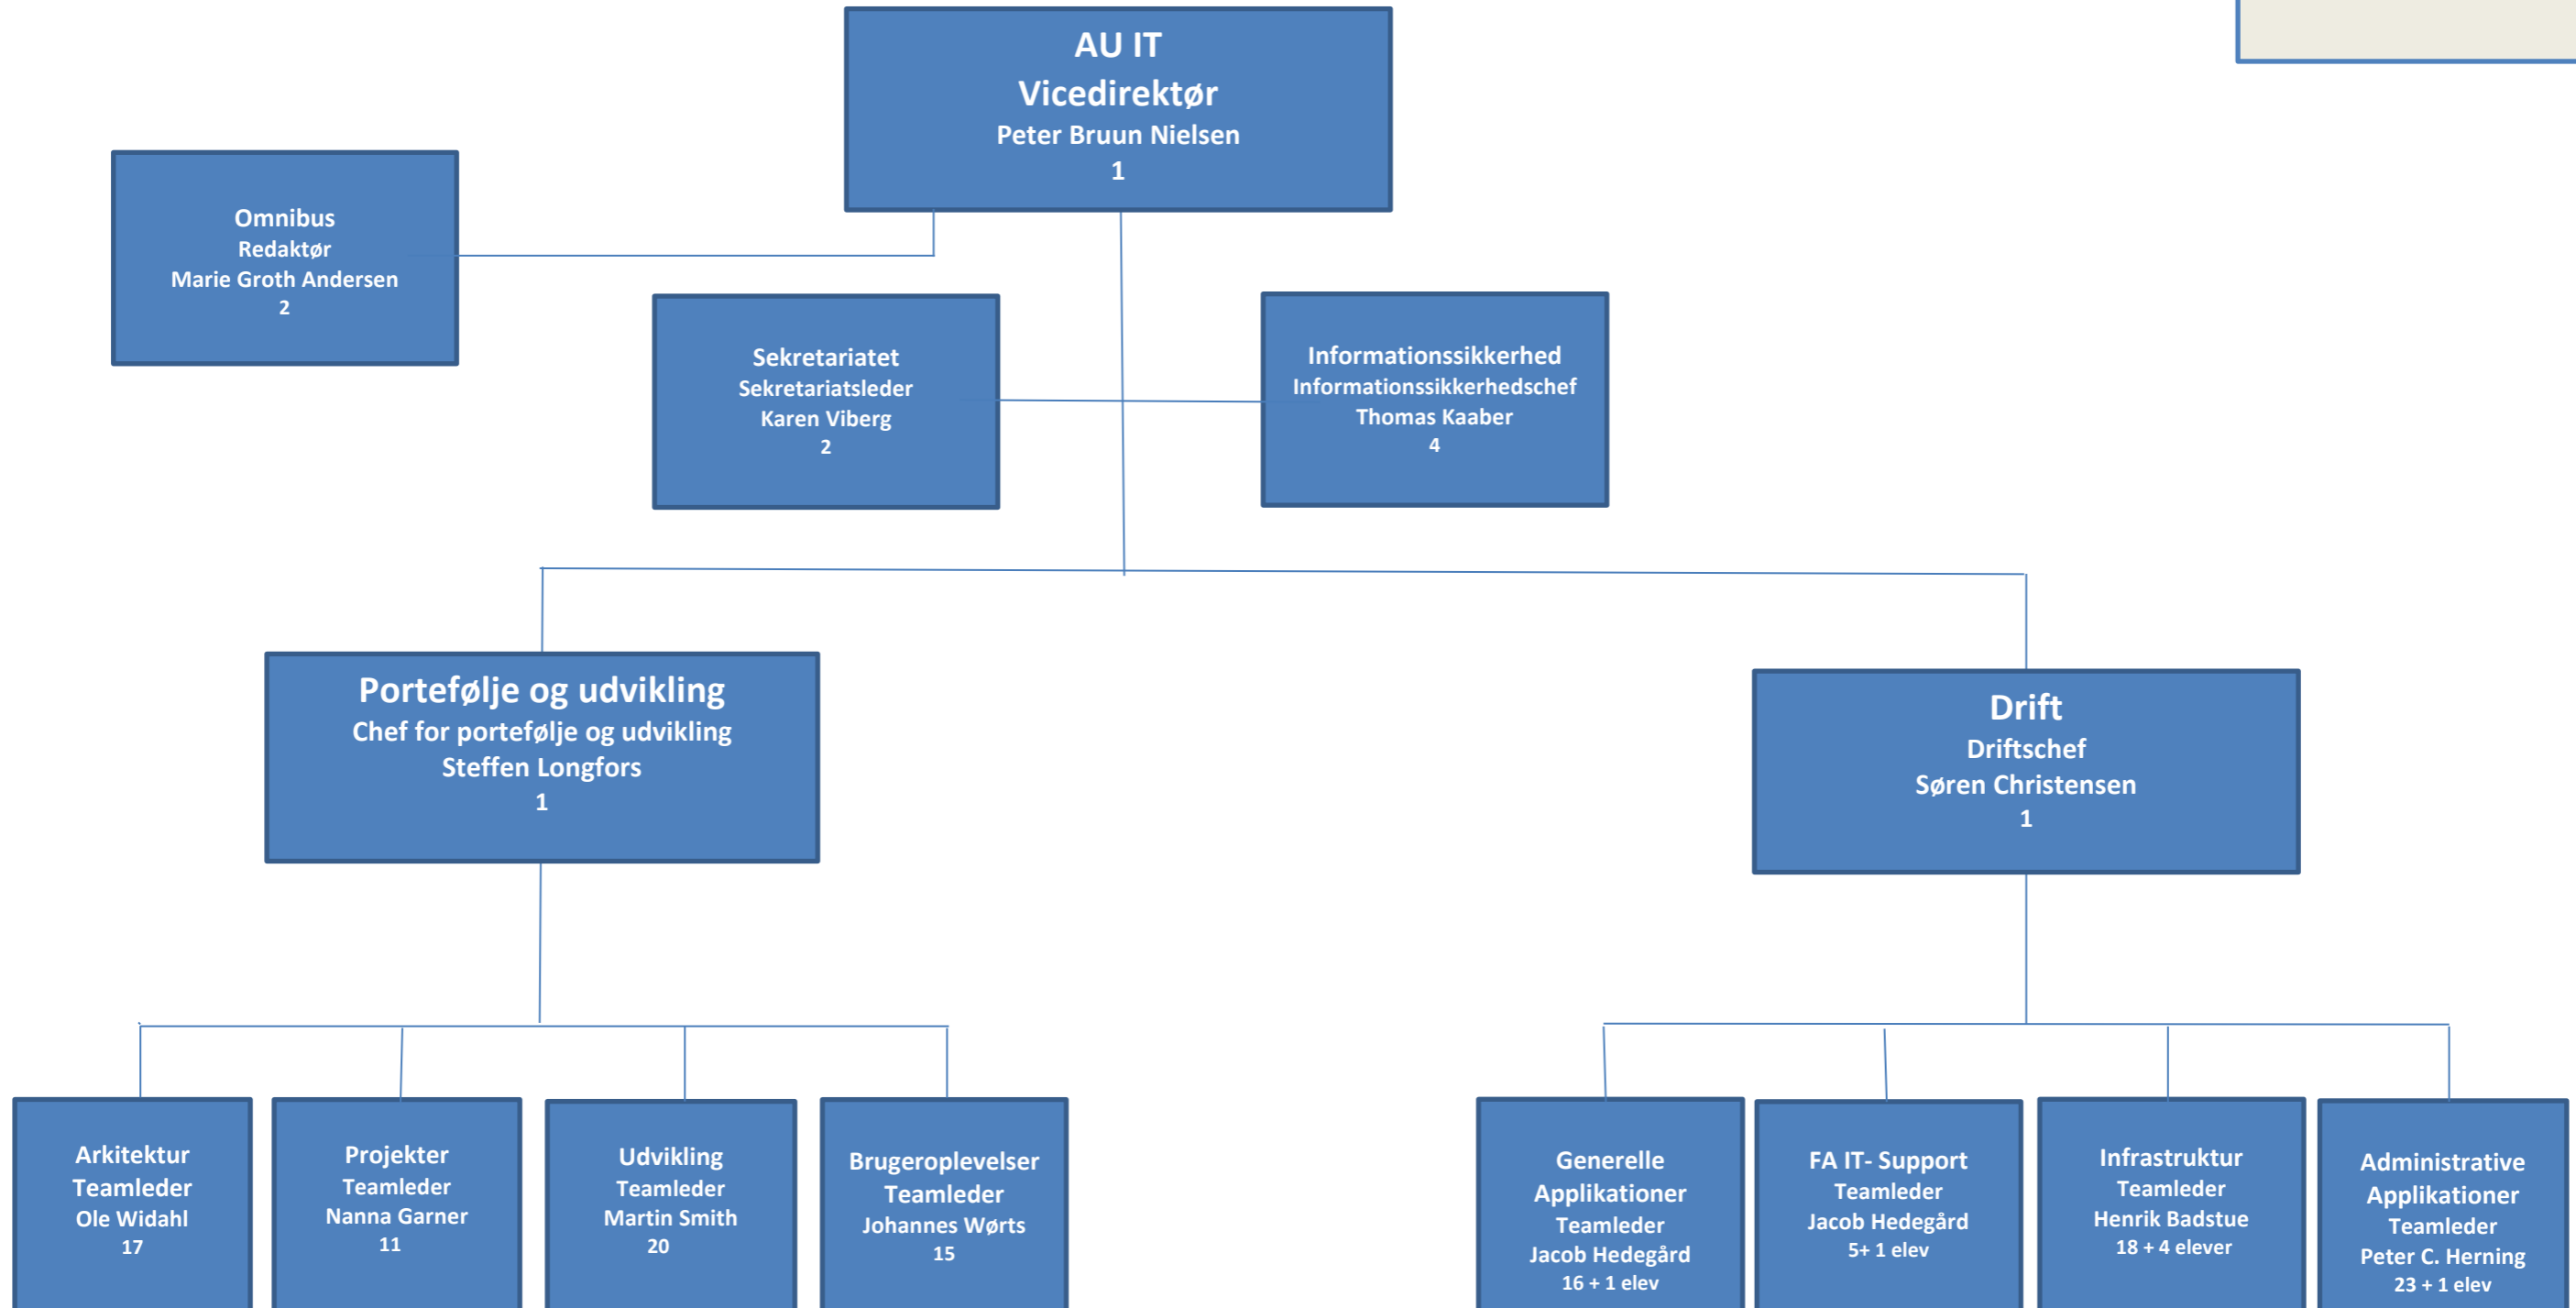 AU IT
Vicedirektør
Peter Bruun Nielsen
1
Omnibus
Redaktør
Marie Groth Andersen
2
Sekretariatet
Sekretariatsleder
Karen Viberg
2
Informationssikkerhed
Informationssikkerhedschef
Thomas Kaaber
4
Portefølje og udvikling
Chef for portefølje og udvikling
Steffen Longfors
1
Drift
Driftschef
Søren Christensen
1
Arkitektur
Teamleder
Ole Widahl
17
Projekter
Teamleder
Nanna Garner
11
Udvikling
Teamleder
Martin Smith
20
Brugeroplevelser
Teamleder
Johannes Wørts
15
Generelle
Applikationer
Teamleder
Jacob Hedegård
16 + 1 elev
FA IT- Support
Teamleder
Jacob Hedegård
5+ 1 elev
Infrastruktur
Teamleder
Henrik Badstue
18 + 4 elever
Administrative
Applikationer
Teamleder
Peter C. Herning
23 + 1 elev